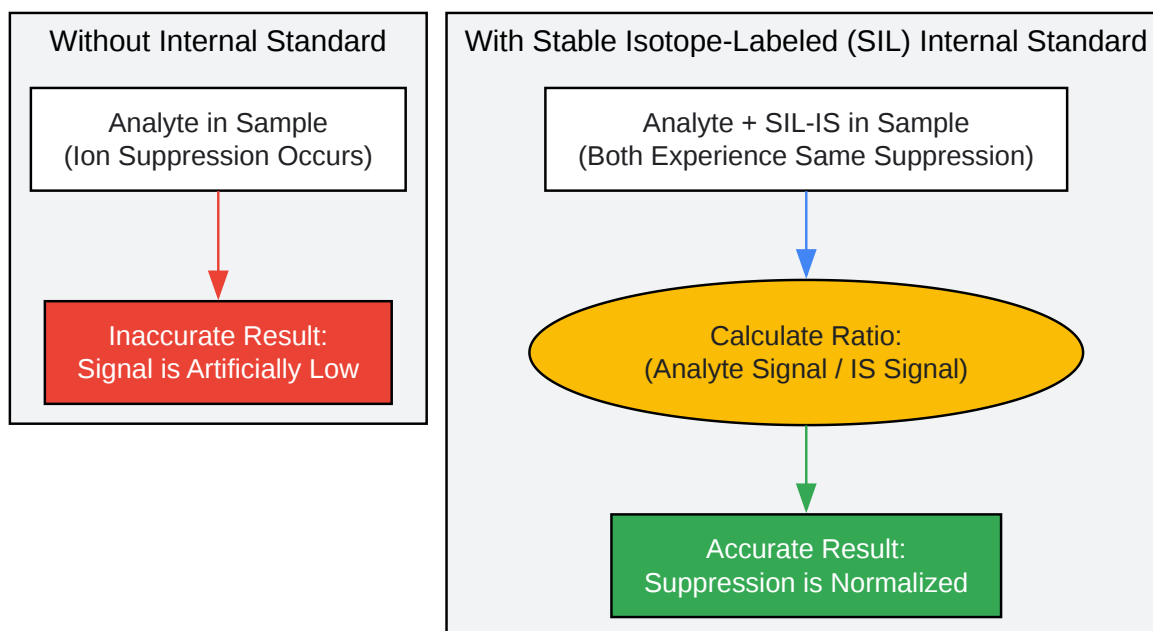 Without Internal Standard
Analyte in Sample
(Ion Suppression Occurs)
Inaccurate Result:
Signal is Artificially Low
With Stable Isotope-Labeled (SIL) Internal Standard
Analyte + SIL-IS in Sample
(Both Experience Same Suppression)
Calculate Ratio:
(Analyte Signal / IS Signal)
Accurate Result:
Suppression is Normalized